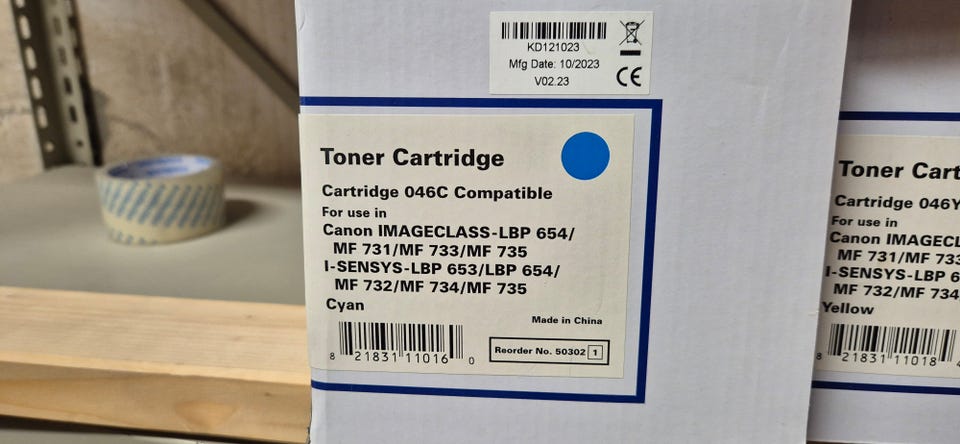 KD121023
Mfg Date: 10/2023
V02.23
CE
Toner Cartridge
Cartridge 046C Compatible
For use in
Canon IMAGECLASS-LBP 654/
MF 731/MF 733/MF 735
I-SENSYS-LBP 653/LBP 654/
MF 732/MF 734/MF 735
Cyan
Made in China
8 21831 11016 0
Reorder No. 50302 1
Toner Cart
Cartridge 046Y
For use in
Canon IMAGECL
MF 731/MF 733
I-SENSYS-LBP 6
MF 732/MF 734
Yellow
8 21831 11018 4